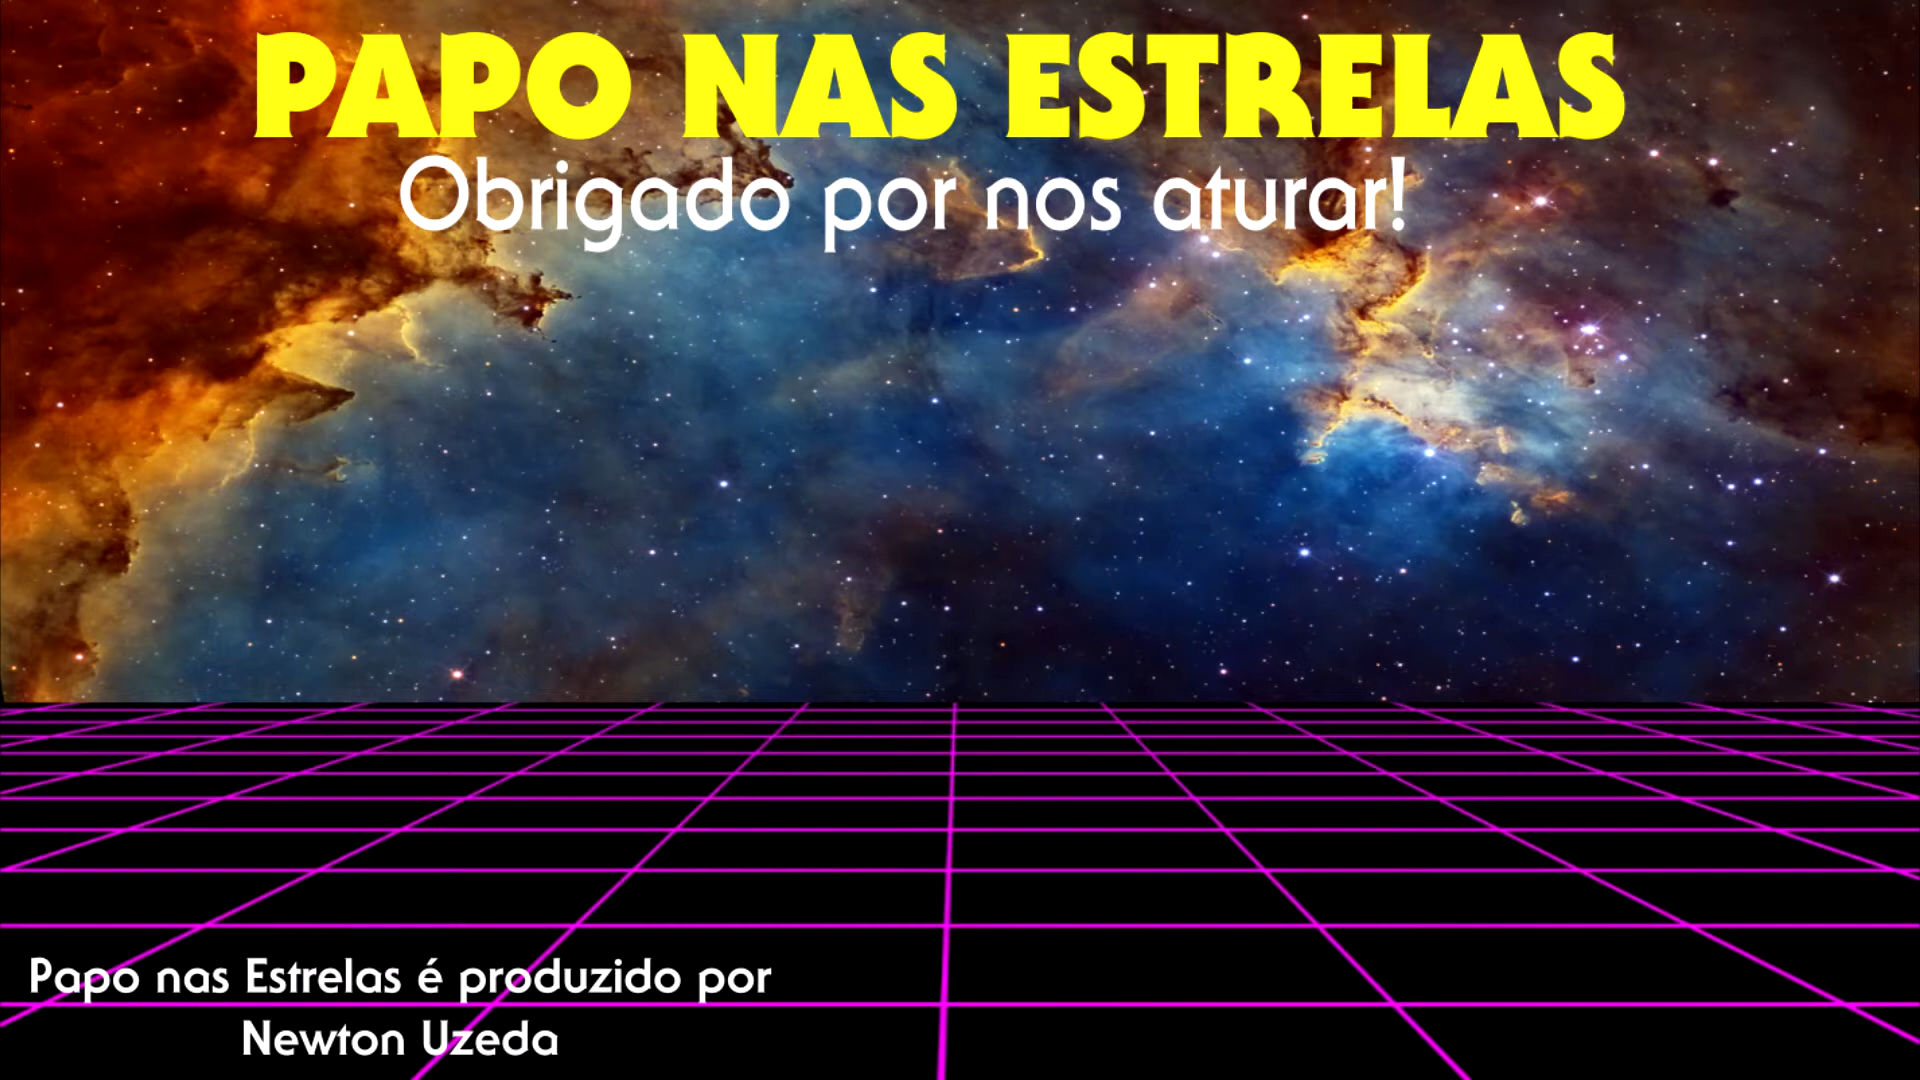 PAPO NAS ESTRELAS
Obrigado por nos aturar!
Papo nas Estrelas é produzido por
Newton Uzeda